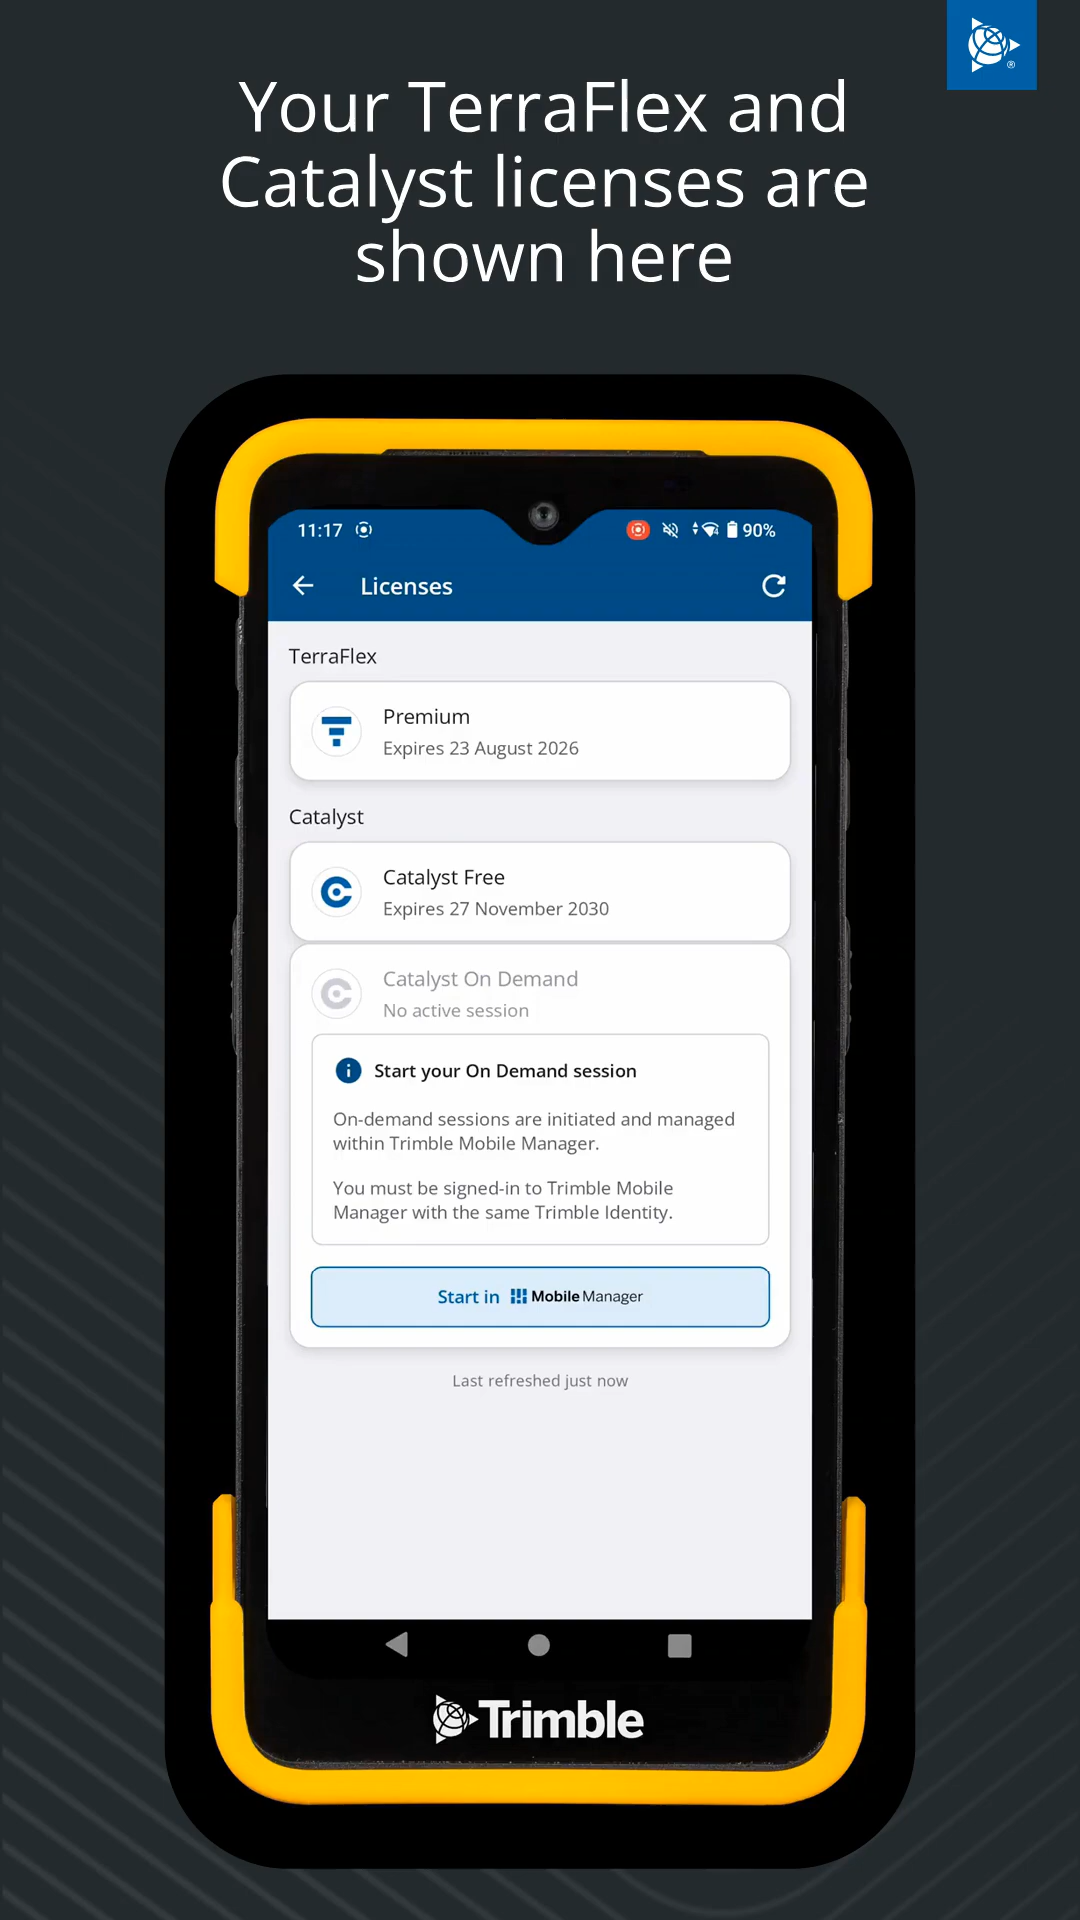 Your TerraFlex and
Catalyst licenses are
shown here
11:17
90%
Licenses
TerraFlex
Premium
Expires 23 August 2026
Catalyst
Catalyst Free
Expires 27 November 2030
Catalyst On Demand
No active session
Start your On Demand session
On-demand sessions are initiated and managed
within Trimble Mobile Manager.
You must be signed-in to Trimble Mobile
Manager with the same Trimble Identity.
Start in Mobile Manager
Last refreshed just now
Trimble